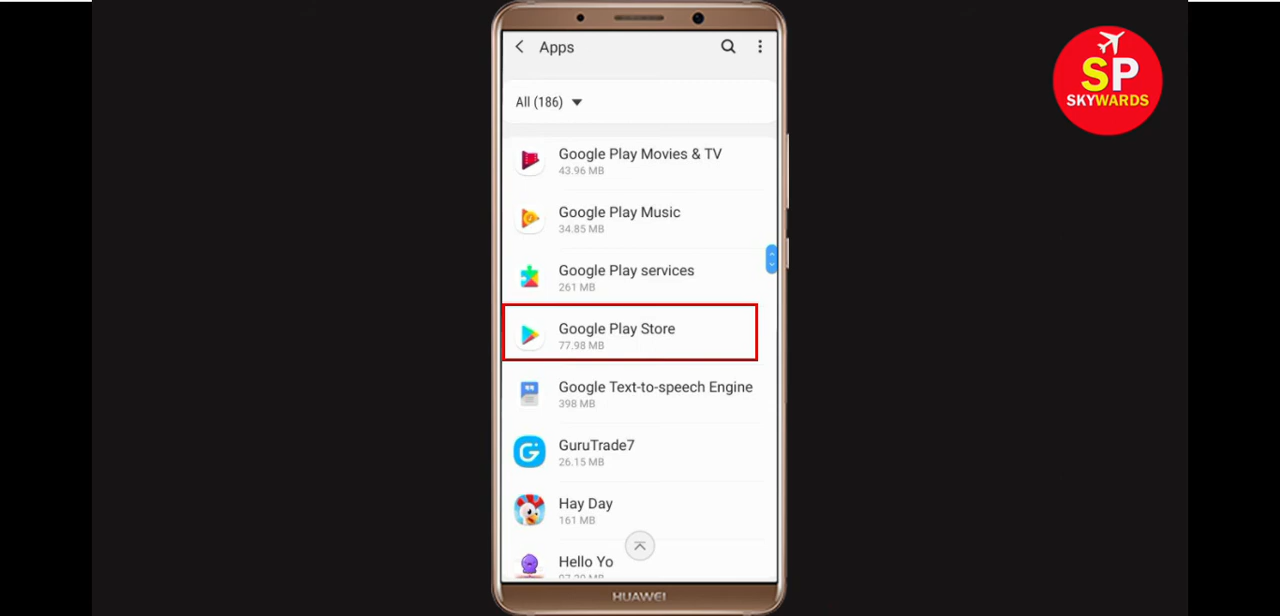 Apps
All (186)
Google Play Movies & TV
43.96 MB
Google Play Music
34.85 MB
Google Play services
261 MB
Google Play Store
77.98 MB
Google Text-to-speech Engine
398 MB
GuruTrade7
26.15 MB
Hay Day
161 MB
Hello Yo
HUAWEI
SP
SKYWARDS